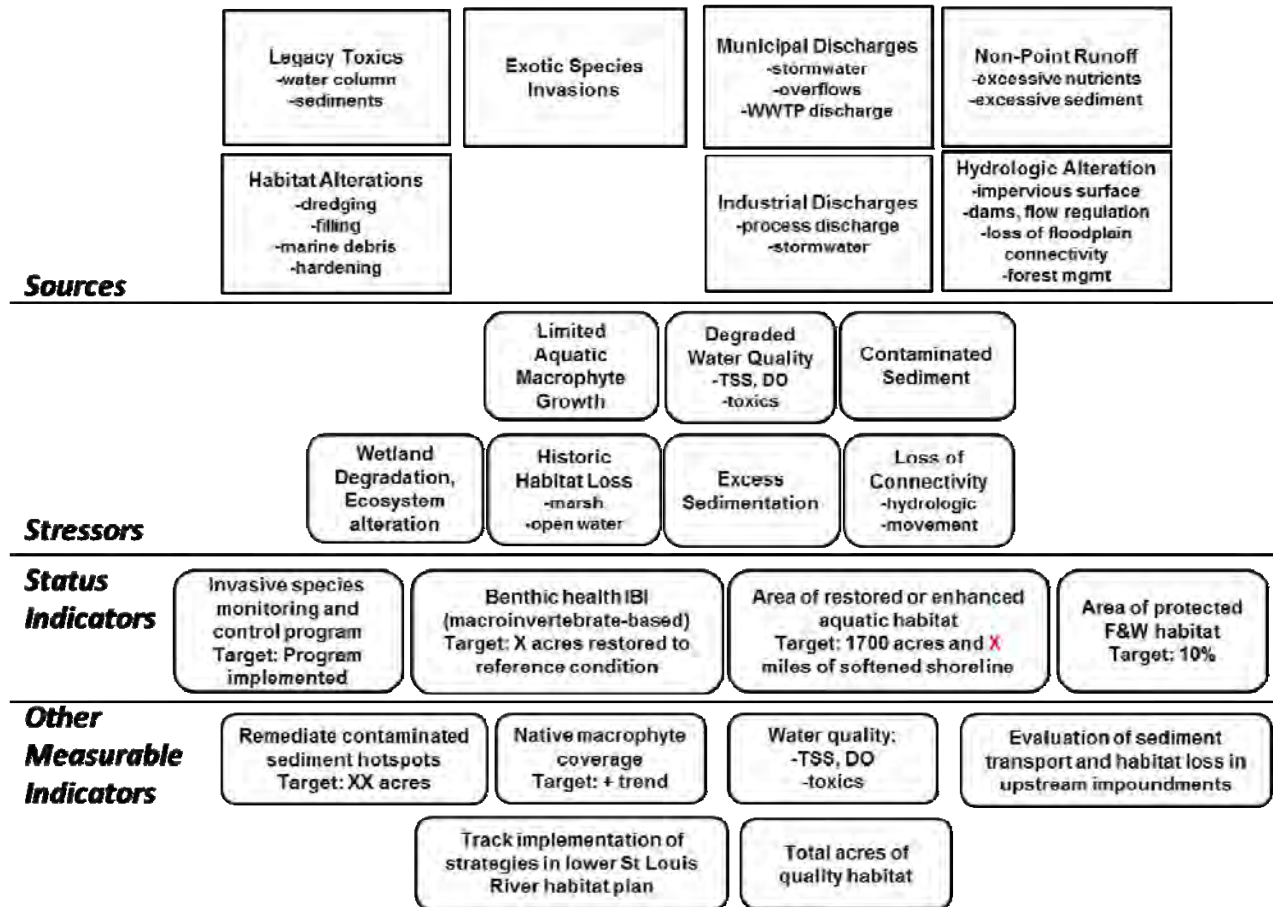 Legacy Toxics
-water column
-sediments
Exotic Species
Invasions
Municipal Discharges
-stormwater
-overflows
-WWTP discharge
Non-Point Runoff
-excessive nutrients
-excessive sediment
Habitat Alterations
-dredging
-filling
-marine debris
-hardening
Industrial Discharges
-process discharge
-stormwater
Hydrologic Alteration
-impervious surface
-dams, flow regulation
-loss of floodplain
connectivity
-forest mgmt
Sources
Limited
Aquatic
Macrophyte
Growth
Degraded
Water Quality
-TSS, DO
-toxics
Contaminated
Sediment
Wetland
Degradation,
Ecosystem
alteration
Historic
Habitat Loss
-marsh
-open water
Excess
Sedimentation
Loss of
Connectivity
-hydrologic
-movement
Stressors
Status
Indicators
Invasive species
monitoring and
control program
Target: Program
implemented
Benthic health IBI
(macroinvertebrate-based)
Target: X acres restored to
reference condition
Area of restored or enhanced
aquatic habitat
Target: 1700 acres and X
miles of softened shoreline
Area of protected
F&W habitat
Target: 10%
Other
Measurable
Indicators
Remediate contaminated
sediment hotspots
Target: XX acres
Native macrophyte
coverage
Target: + trend
Water quality:
-TSS, DO
-toxics
Evaluation of sediment
transport and habitat loss in
upstream impoundments
Track implementation of
strategies in lower St Louis
River habitat plan
Total acres of
quality habitat